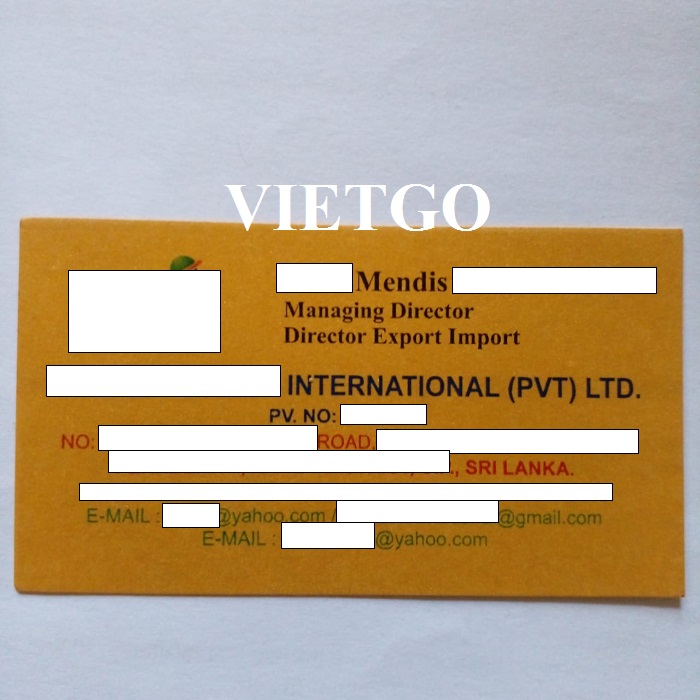 VIETGO
Mendis
Managing Director
Director Export Import
INTERNATIONAL (PVT) LTD.
PV. NO:
NO: ROAD,
SRI LANKA.
E-MAIL : @yahoo.com / @gmail.com
E-MAIL : @yahoo.com